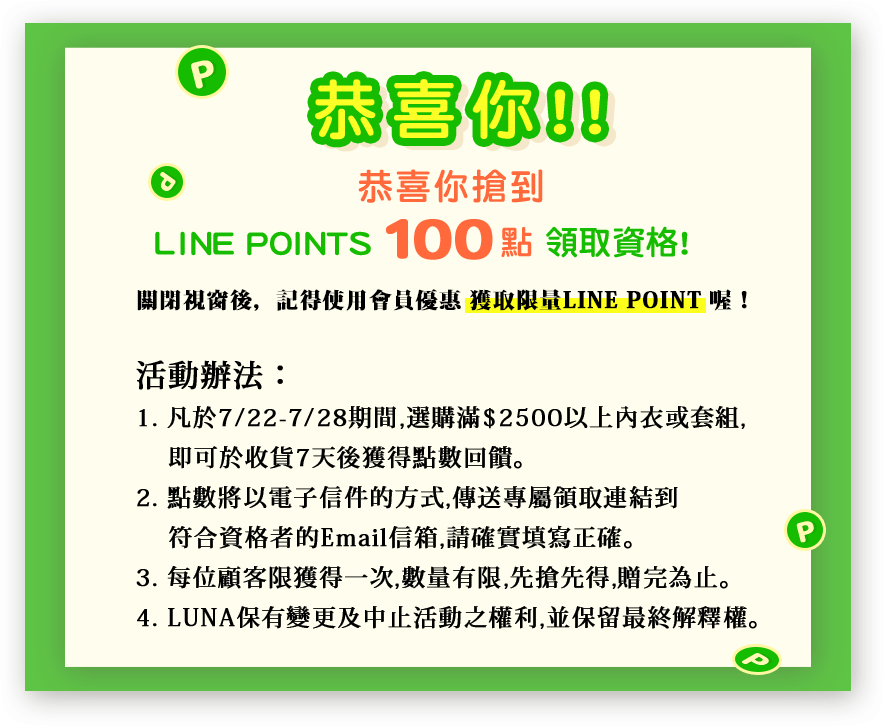 P
恭喜你!!
P
恭喜你搶到
LINE POINTS 100點 領取資格!
關閉視窗後，記得使用會員優惠 獲取限量LINE POINT 喔！
活動辦法：
1. 凡於7/22-7/28期間,選購滿$2500以上內衣或套組,
即可於收貨7天後獲得點數回饋。
2. 點數將以電子信件的方式,傳送專屬領取連結到
符合資格者的Email信箱,請確實填寫正確。
P
3. 每位顧客限獲得一次,數量有限,先搶先得,贈完為止。
4. LUNA保有變更及中止活動之權利,並保留最終解釋權。
P